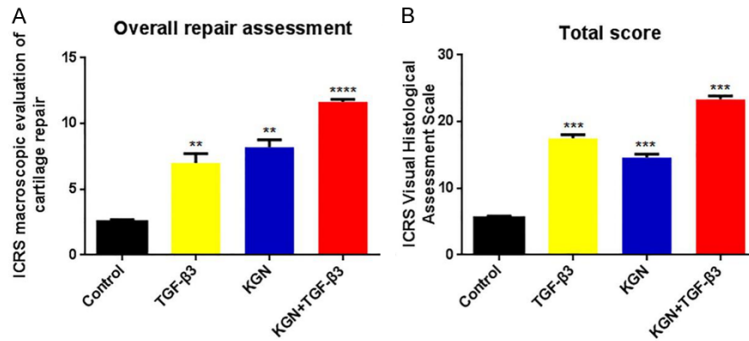 A
Overall repair assessment
ICRS macroscopic evaluation of
cartilage repair
15
10
5
0
**
**
****
Control
TGF-β3
KGN
KGN+TGF-β3
B
Total score
ICRS Visual Histological
Assessment Scale
30
20
10
0
***
***
***
Control
TGF-β3
KGN
KGN+TGF-β3